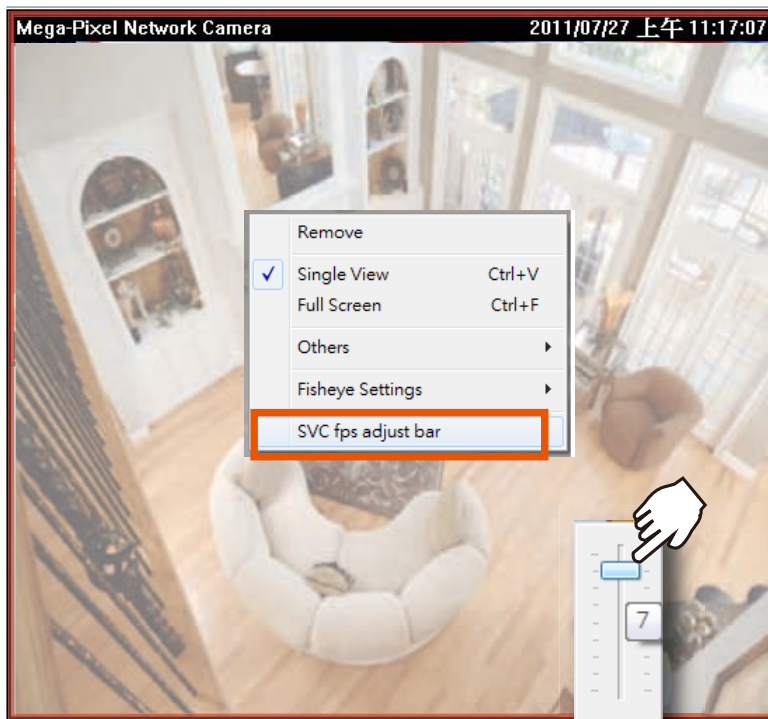 Mega-Pixel Network Camera 2011/07/27 上午 11:17:07
Remove
Single View Ctrl+V
Full Screen Ctrl+F
Others
Fisheye Settings
SVC fps adjust bar
7